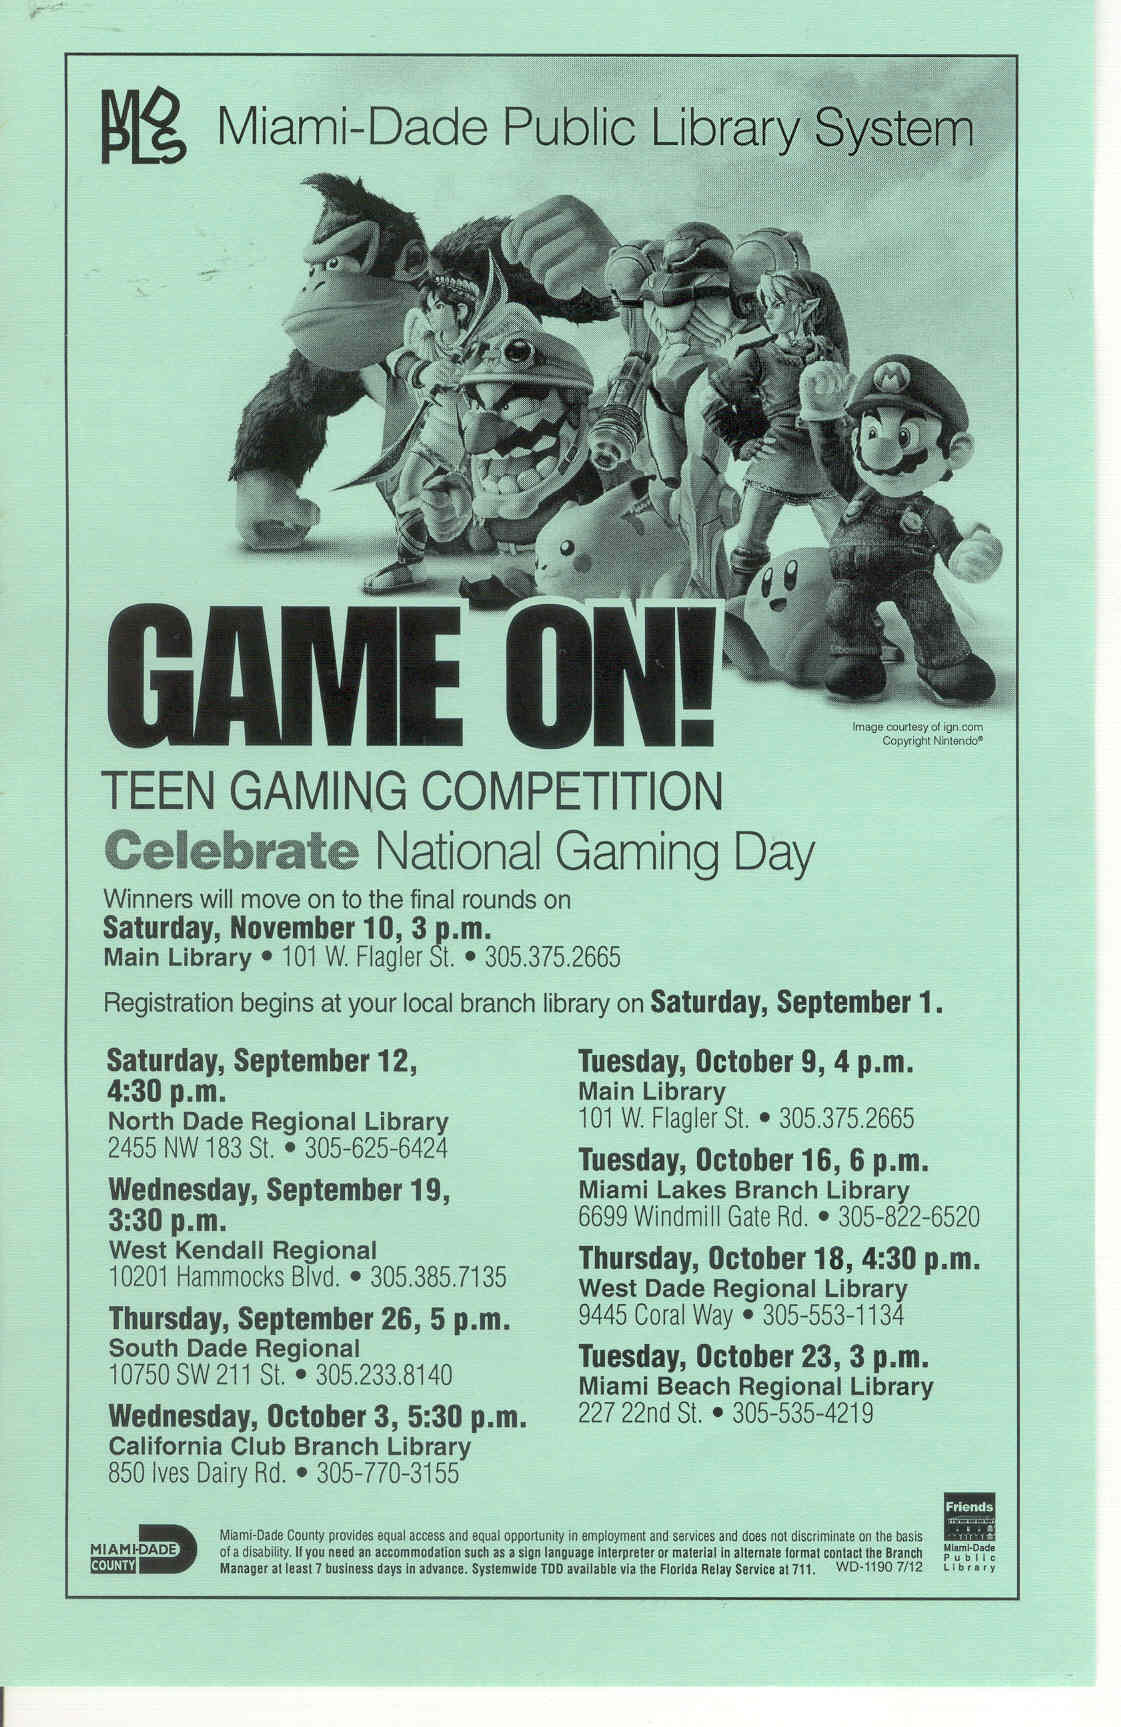 MD
PLS
Miami-Dade Public Library System
M
GAME ON!
Image courtesy of ign.com
Copyright Nintendo®
TEEN GAMING COMPETITION
Celebrate National Gaming Day
Winners will move on to the final rounds on
Saturday, November 10, 3 p.m.
Main Library • 101 W. Flagler St. • 305.375.2665
Registration begins at your local branch library on Saturday, September 1.
Saturday, September 12,
4:30 p.m.
North Dade Regional Library
2455 NW 183 St. • 305-625-6424
Wednesday, September 19,
3:30 p.m.
West Kendall Regional
10201 Hammocks Blvd. • 305.385.7135
Thursday, September 26, 5 p.m.
South Dade Regional
10750 SW 211 St. • 305.233.8140
Wednesday, October 3, 5:30 p.m.
California Club Branch Library
850 Ives Dairy Rd. • 305-770-3155
Tuesday, October 9, 4 p.m.
Main Library
101 W. Flagler St. • 305.375.2665
Tuesday, October 16, 6 p.m.
Miami Lakes Branch Library
6699 Windmill Gate Rd. • 305-822-6520
Thursday, October 18, 4:30 p.m.
West Dade Regional Library
9445 Coral Way • 305-553-1134
Tuesday, October 23, 3 p.m.
Miami Beach Regional Library
227 22nd St. • 305-535-4219
MIAMI-DADE
COUNTY
Miami-Dade County provides equal access and equal opportunity in employment and services and does not discriminate on the basis
of a disability. If you need an accommodation such as a sign language interpreter or material in alternate format contact the Branch
Manager at least 7 business days in advance. Systemwide TDD available via the Florida Relay Service at 711. WD-1190 7/12
Friends
Miami-Dade
Public
Library